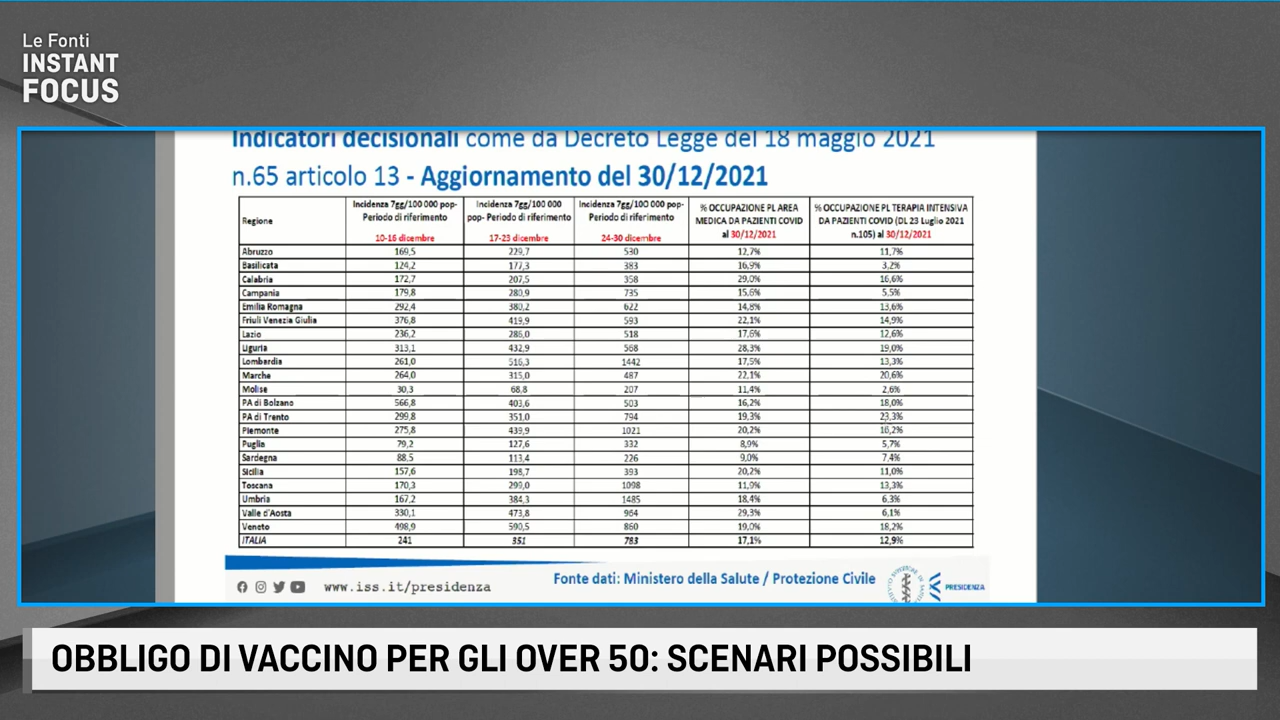 Le Fonti
INSTANT
FOCUS
Indicatori decisionali come da Decreto Legge del 18 maggio 2021
n.65 articolo 13 - Aggiornamento del 30/12/2021
Regione
Incidenza 7gg/100 000 pop-
Periodo di riferimento
10-16 dicembre
Incidenza 7gg/100 000
pop- Periodo di riferimento
17-23 dicembre
Incidenza 7gg/100 000 pop-
Periodo di riferimento
24-30 dicembre
% OCCUPAZIONE PL AREA
MEDICA DA PAZIENTI COVID
al 30/12/2021
% OCCUPAZIONE PL TERAPIA INTENSIVA
DA PAZIENTI COVID (DL 23 Luglio 2021
n.105) al 30/12/2021
Abruzzo 169,5 229,7 530 12,7% 11,7%
Basilicata 124,2 177,3 383 16,9% 3,2%
Calabria 172,7 207,5 358 29,0% 16,6%
Campania 179,8 280,9 735 15,6% 5,5%
Emilia Romagna 292,4 380,2 622 14,8% 13,6%
Friuli Venezia Giulia 376,8 419,9 593 22,1% 14,9%
Lazio 236,2 286,0 518 17,6% 12,6%
Liguria 313,1 432,9 568 28,3% 19,0%
Lombardia 261,0 516,3 1442 17,5% 13,3%
Marche 264,0 315,0 487 22,1% 20,6%
Molise 30,3 68,8 207 11,4% 2,6%
PA di Bolzano 566,8 403,6 503 16,2% 18,0%
PA di Trento 299,8 351,0 794 19,3% 23,3%
Piemonte 275,8 439,9 1021 20,2% 16,2%
Puglia 79,2 127,6 332 8,9% 5,7%
Sardegna 88,5 113,4 226 9,0% 7,4%
Sicilia 157,6 198,7 393 20,2% 11,0%
Toscana 170,3 299,0 1098 11,9% 13,3%
Umbria 167,2 384,3 1485 18,4% 6,3%
Valle d'Aosta 330,1 473,8 964 29,3% 6,1%
Veneto 498,9 590,5 860 19,0% 18,2%
ITALIA 241 351 783 17,1% 12,9%
www.iss.it/presidenza
Fonte dati: Ministero della Salute / Protezione Civile
PRESIDENZA
OBBLIGO DI VACCINO PER GLI OVER 50: SCENARI POSSIBILI